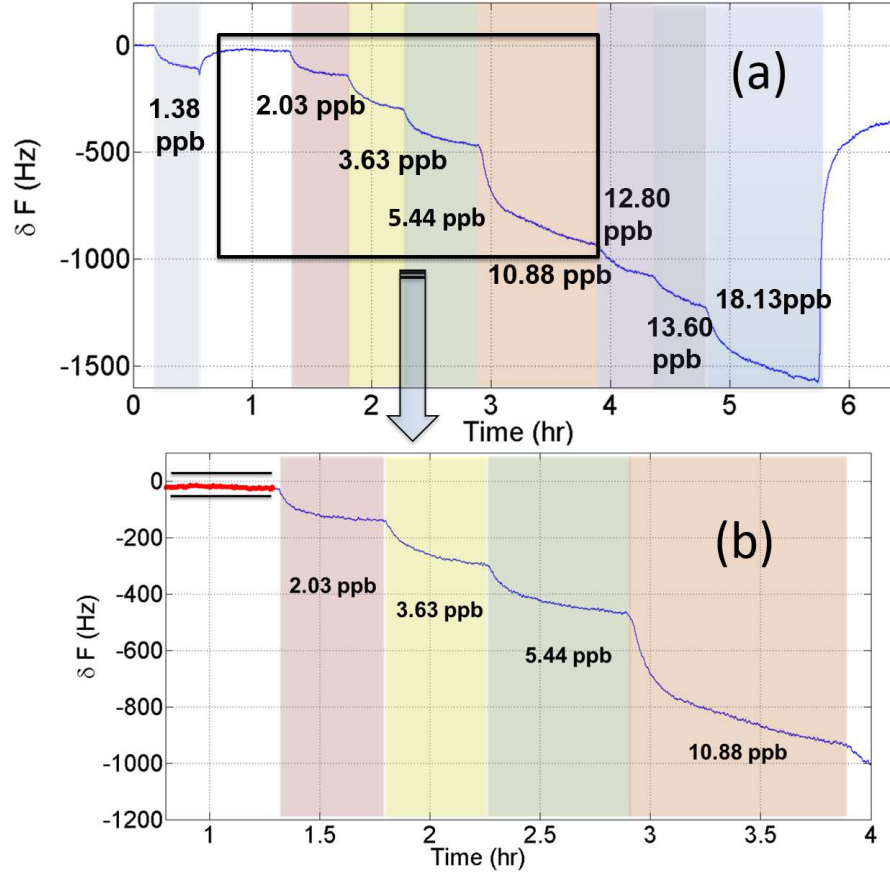 (a)
0
-500
-1000
-1500
δ F (Hz)
1.38
ppb
2.03 ppb
3.63 ppb
5.44 ppb
10.88 ppb
12.80
ppb
13.60
ppb
18.13ppb
0 1 2 3 4 5 6
Time (hr)
(b)
0
-200
-400
-600
-800
-1000
-1200
δ F (Hz)
2.03 ppb
3.63 ppb
5.44 ppb
10.88 ppb
1 1.5 2 2.5 3 3.5 4
Time (hr)